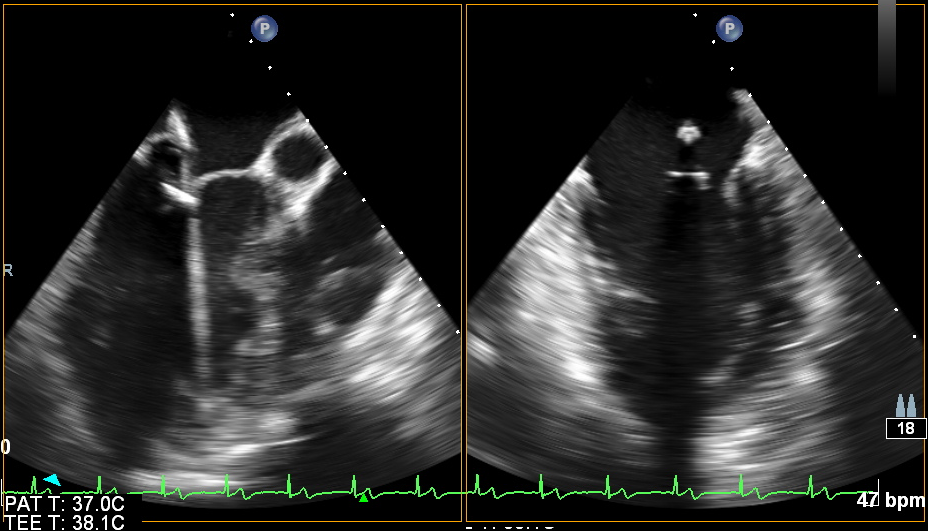 P
P
R
0
18
47 bpm
PAT T: 37.0C
TEE T: 38.1C